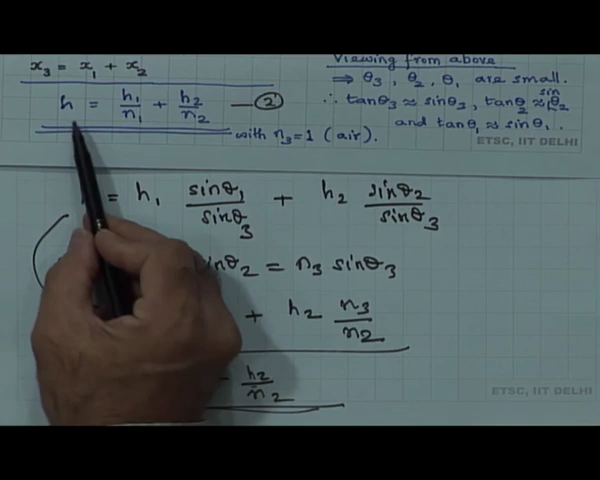 x₃ = x₁ + x₂
h = h₁/n₁ + h₂/n₂ —(2)
Viewing from above
⇒ θ₃, θ₂, θ₁ are small.
∴ tanθ₃ ≈ sinθ₃, tanθ₂ ≈ sinθ₂
and tanθ₁ ≈ sinθ₁.
with n₃=1 (air).
ETSC, IIT DELHI
= h₁ sinθ₁/sinθ₃ + h₂ sinθ₂/sinθ₃
sinθ₂ = n₃ sinθ₃
+ h₂ n₃/n₂
h₂/n₂
ETSC, IIT DELHI